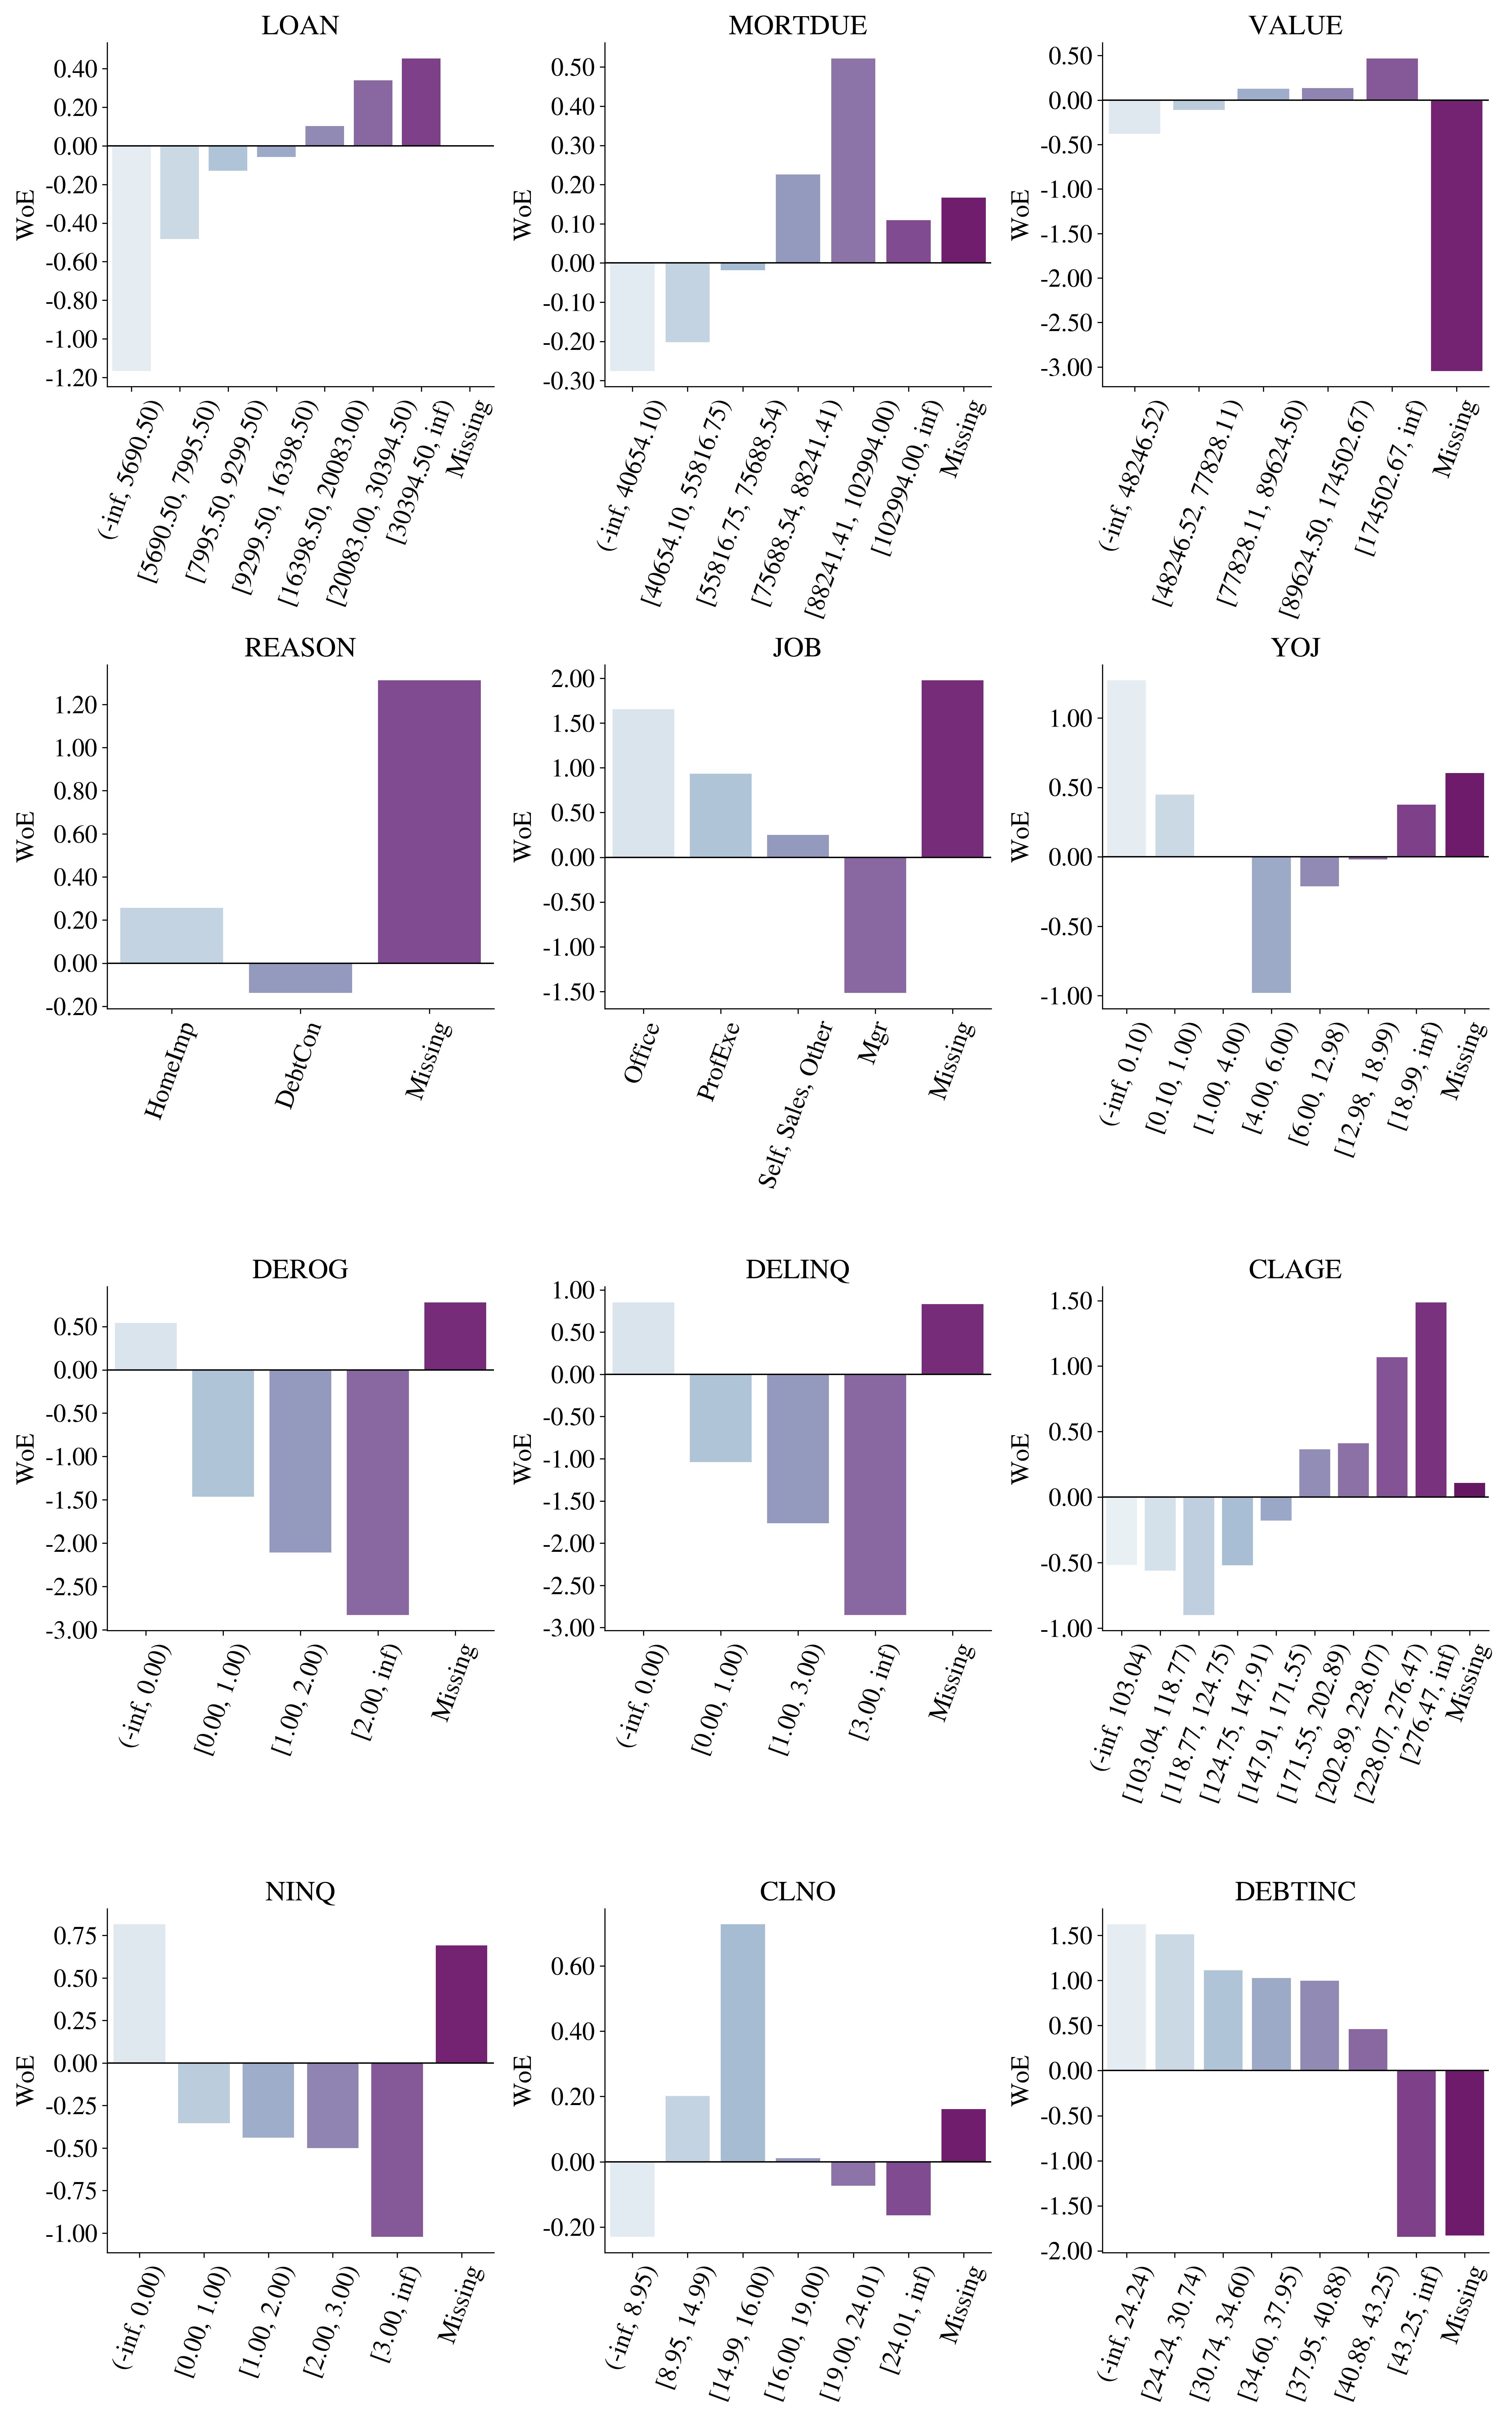 LOAN
WoE
0.40
0.20
0.00
-0.20
-0.40
-0.60
-0.80
-1.00
-1.20
(-inf, 5690.50)
[5690.50, 7995.50)
[7995.50, 9299.50)
[9299.50, 16398.50)
[16398.50, 20083.00)
[20083.00, 30394.50)
[30394.50, inf)
Missing
MORTDUE
WoE
0.50
0.40
0.30
0.20
0.10
0.00
-0.10
-0.20
-0.30
(-inf, 40654.10)
[40654.10, 55816.75)
[55816.75, 75688.54)
[75688.54, 88241.41)
[88241.41, 102994.00)
[102994.00, inf)
Missing
VALUE
WoE
0.50
0.00
-0.50
-1.00
-1.50
-2.00
-2.50
-3.00
(-inf, 48246.52)
[48246.52, 77828.11)
[77828.11, 89624.50)
[89624.50, 174502.67)
[174502.67, inf)
Missing
REASON
WoE
1.20
1.00
0.80
0.60
0.40
0.20
0.00
-0.20
HomeImp
DebtCon
Missing
JOB
WoE
2.00
1.50
1.00
0.50
0.00
-0.50
-1.00
-1.50
Office
ProfExe
Self, Sales, Other
Mgr
Missing
YOJ
WoE
1.00
0.50
0.00
-0.50
-1.00
(-inf, 0.10)
[0.10, 1.00)
[1.00, 4.00)
[4.00, 6.00)
[6.00, 12.98)
[12.98, 18.99)
[18.99, inf)
Missing
DEROG
WoE
0.50
0.00
-0.50
-1.00
-1.50
-2.00
-2.50
-3.00
(-inf, 0.00)
[0.00, 1.00)
[1.00, 2.00)
[2.00, inf)
Missing
DELINQ
WoE
1.00
0.50
0.00
-0.50
-1.00
-1.50
-2.00
-2.50
-3.00
(-inf, 0.00)
[0.00, 1.00)
[1.00, 3.00)
[3.00, inf)
Missing
CLAGE
WoE
1.50
1.00
0.50
0.00
-0.50
-1.00
(-inf, 103.04)
[103.04, 118.77)
[118.77, 124.75)
[124.75, 147.91)
[147.91, 171.55)
[171.55, 202.89)
[202.89, 228.07)
[228.07, 276.47)
[276.47, inf)
Missing
NINQ
WoE
0.75
0.50
0.25
0.00
-0.25
-0.50
-0.75
-1.00
(-inf, 0.00)
[0.00, 1.00)
[1.00, 2.00)
[2.00, 3.00)
[3.00, inf)
Missing
CLNO
WoE
0.60
0.40
0.20
0.00
-0.20
(-inf, 8.95)
[8.95, 14.99)
[14.99, 16.00)
[16.00, 19.00)
[19.00, 24.01)
[24.01, inf)
Missing
DEBTINC
WoE
1.50
1.00
0.50
0.00
-0.50
-1.00
-1.50
-2.00
(-inf, 24.24)
[24.24, 30.74)
[30.74, 34.60)
[34.60, 37.95)
[37.95, 40.88)
[40.88, 43.25)
[43.25, inf)
Missing